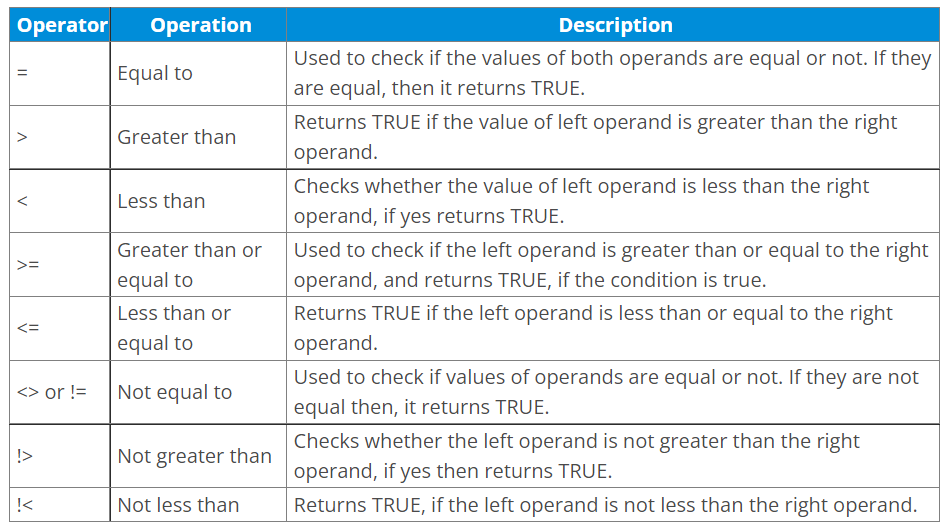 Operator Operation Description
= Equal to Used to check if the values of both operands are equal or not. If they
are equal, then it returns TRUE.
> Greater than Returns TRUE if the value of left operand is greater than the right
operand.
< Less than Checks whether the value of left operand is less than the right
operand, if yes returns TRUE.
>= Greater than or equal to Used to check if the left operand is greater than or equal to the right
operand, and returns TRUE, if the condition is true.
<= Less than or equal to Returns TRUE if the left operand is less than or equal to the right
operand.
<> or != Not equal to Used to check if values of operands are equal or not. If they are not
equal then, it returns TRUE.
!> Not greater than Checks whether the left operand is not greater than the right
operand, if yes then returns TRUE.
!< Not less than Returns TRUE, if the left operand is not less than the right operand.